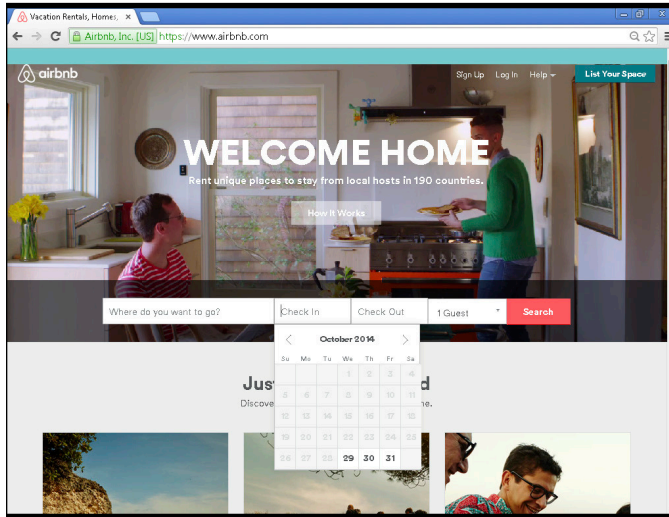 Vacation Rentals, Homes,
Airbnb, Inc. [US] https://www.airbnb.com
airbnb
Sign Up Log In Help List Your Space
WELCOME HOME
Rent unique places to stay from local hosts in 190 countries.
How It Works
Where do you want to go? Check In Check Out 1 Guest Search
October 2014
Su Mo Tu We Th Fr Sa
1 2 3 4
5 6 7 8 9 10 11
12 13 14 15 16 17 18
19 20 21 22 23 24 25
26 27 28 29 30 31
Jus d
Discove ne.